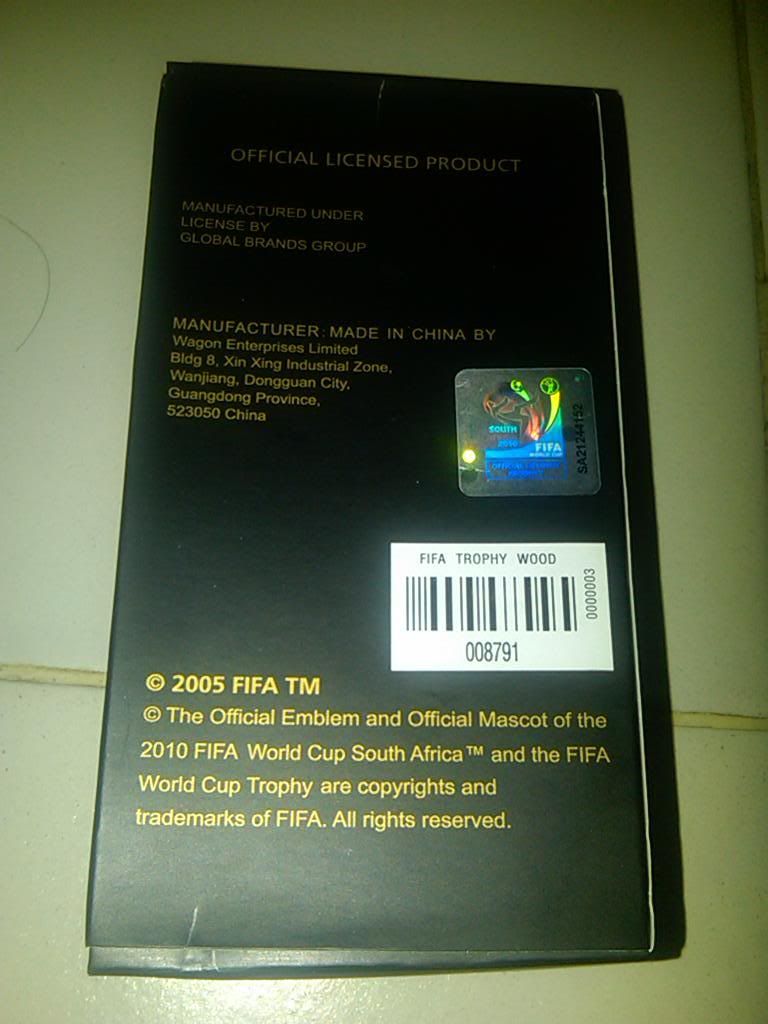 OFFICIAL LICENSED PRODUCT
MANUFACTURED UNDER
LICENSE BY
GLOBAL BRANDS GROUP
MANUFACTURER: MADE IN CHINA BY
Wagon Enterprises Limited
Bldg 8, Xin Xing Industrial Zone,
Wanjiang, Dongguan City,
Guangdong Province,
523050 China
SOUTH
2010
FIFA
WORLD CUP
OFFICIAL LICENSED
PRODUCT
SA21244152
FIFA TROPHY WOOD
0000003
008791
© 2005 FIFA TM
© The Official Emblem and Official Mascot of the
2010 FIFA World Cup South Africa™ and the FIFA
World Cup Trophy are copyrights and
trademarks of FIFA. All rights reserved.